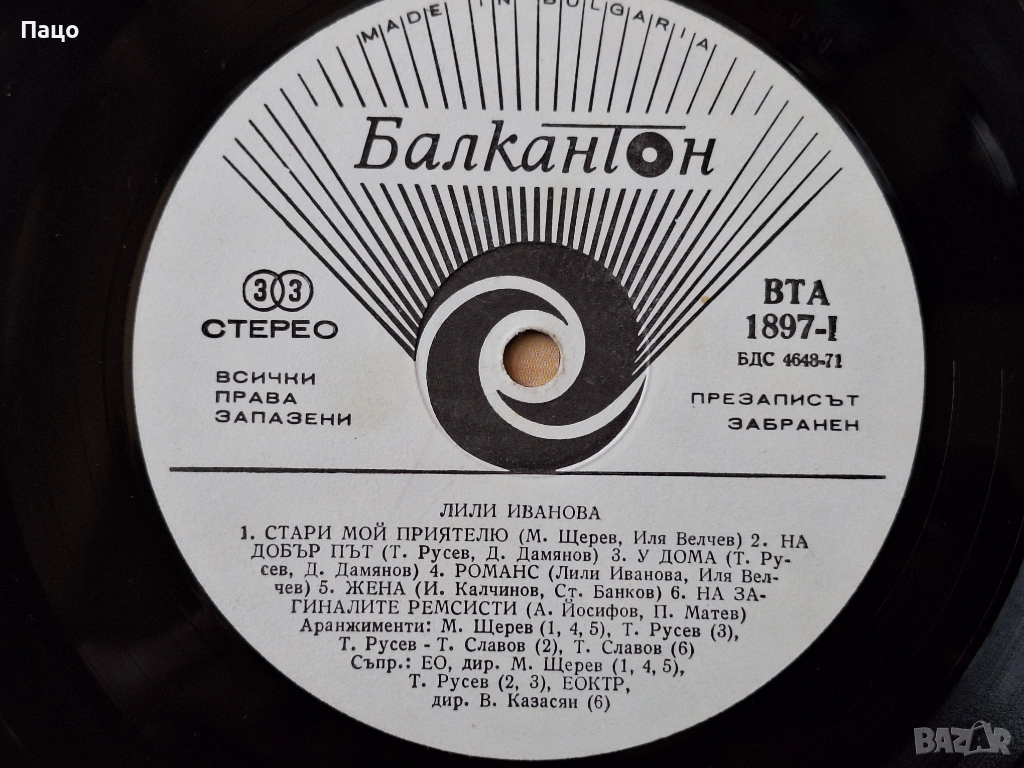 Пацо
MADE IN BULGARIA
Балкантон
33
СТЕРЕО
ВСИЧКИ
ПРАВА
ЗАПАЗЕНИ
ВТА
1897-I
БДС 4648-71
ПРЕЗАПИСЪТ
ЗАБРАНЕН
ЛИЛИ ИВАНОВА
1. СТАРИ МОЙ ПРИЯТЕЛЮ (М. Щерев, Иля Велчев) 2. НА
ДОБЪР ПЪТ (Т. Русев, Д. Дамянов) 3. У ДОМА (Т. Ру-
сев, Д. Дамянов) 4. РОМАНС (Лили Иванова, Иля Вел-
чев) 5. ЖЕНА (И. Калчинов, Ст. Банков) 6. НА ЗА-
ГИНАЛИТЕ РЕМСИСТИ (А. Йосифов, П. Матев)
Аранжименти: М. Щерев (1, 4, 5), Т. Русев (3),
Т. Русев - Т. Славов (2), Т. Славов (6)
Съпр.: ЕО, дир. М. Щерев (1, 4, 5),
Т. Русев (2, 3), ЕОКТР,
дир. В. Казасян (6)
BAZAR